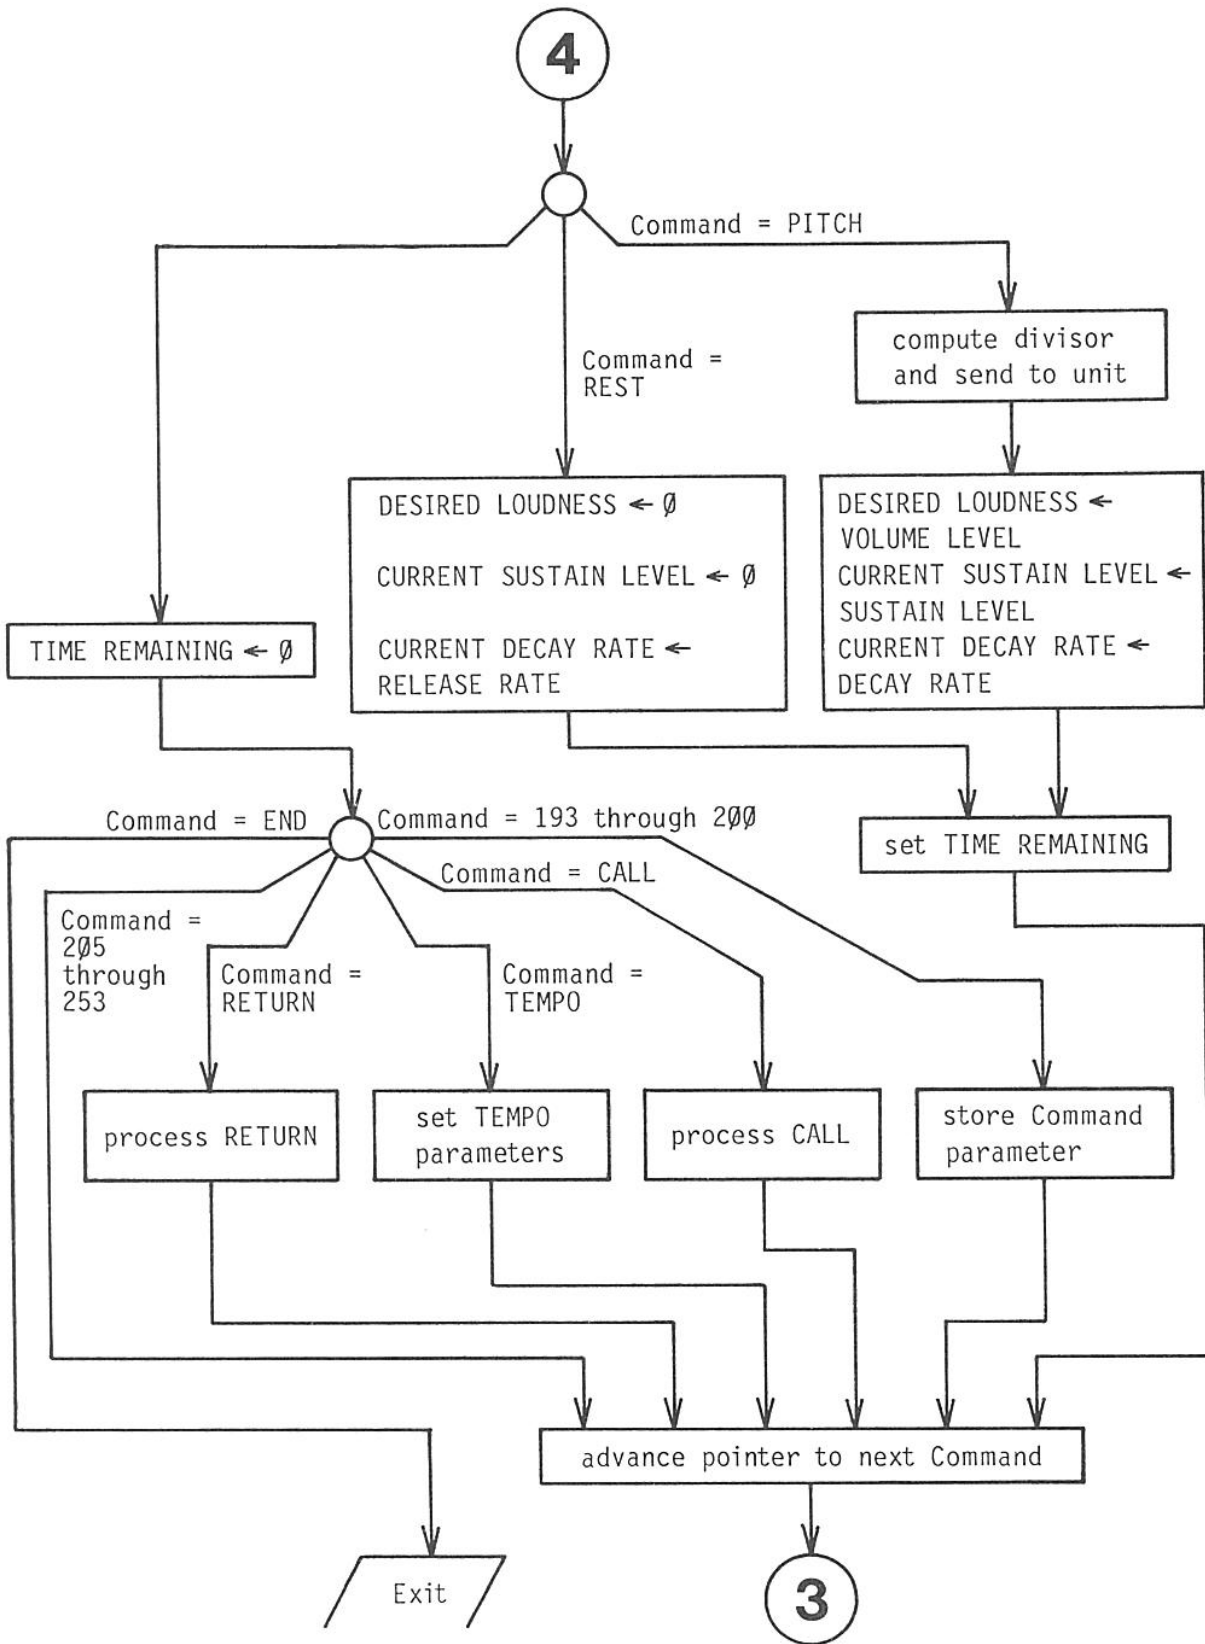 4
Command = PITCH
compute divisor
and send to unit
Command =
REST
DESIRED LOUDNESS ← Ø
CURRENT SUSTAIN LEVEL ← Ø
CURRENT DECAY RATE ←
RELEASE RATE
DESIRED LOUDNESS ←
VOLUME LEVEL
CURRENT SUSTAIN LEVEL ←
SUSTAIN LEVEL
CURRENT DECAY RATE ←
DECAY RATE
TIME REMAINING ← Ø
Command = END
Command = 193 through 2ØØ
set TIME REMAINING
Command = CALL
Command =
2Ø5
through
253
Command =
RETURN
Command =
TEMPO
process RETURN
set TEMPO
parameters
process CALL
store Command
parameter
advance pointer to next Command
Exit
3